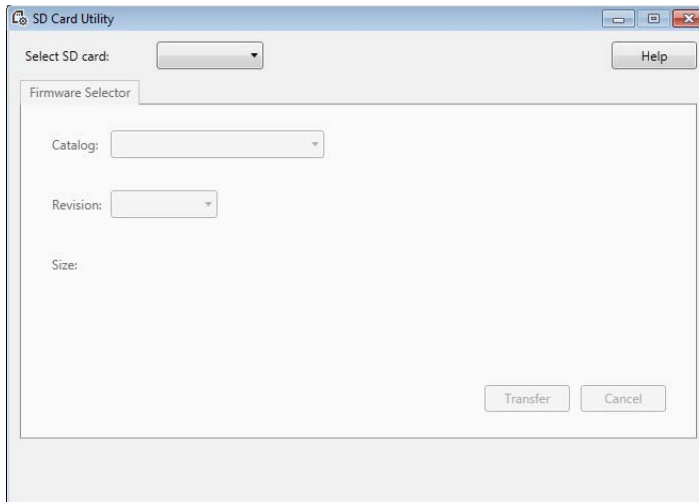 SD Card Utility
Select SD card:
Help
Firmware Selector
Catalog:
Revision:
Size:
Transfer
Cancel